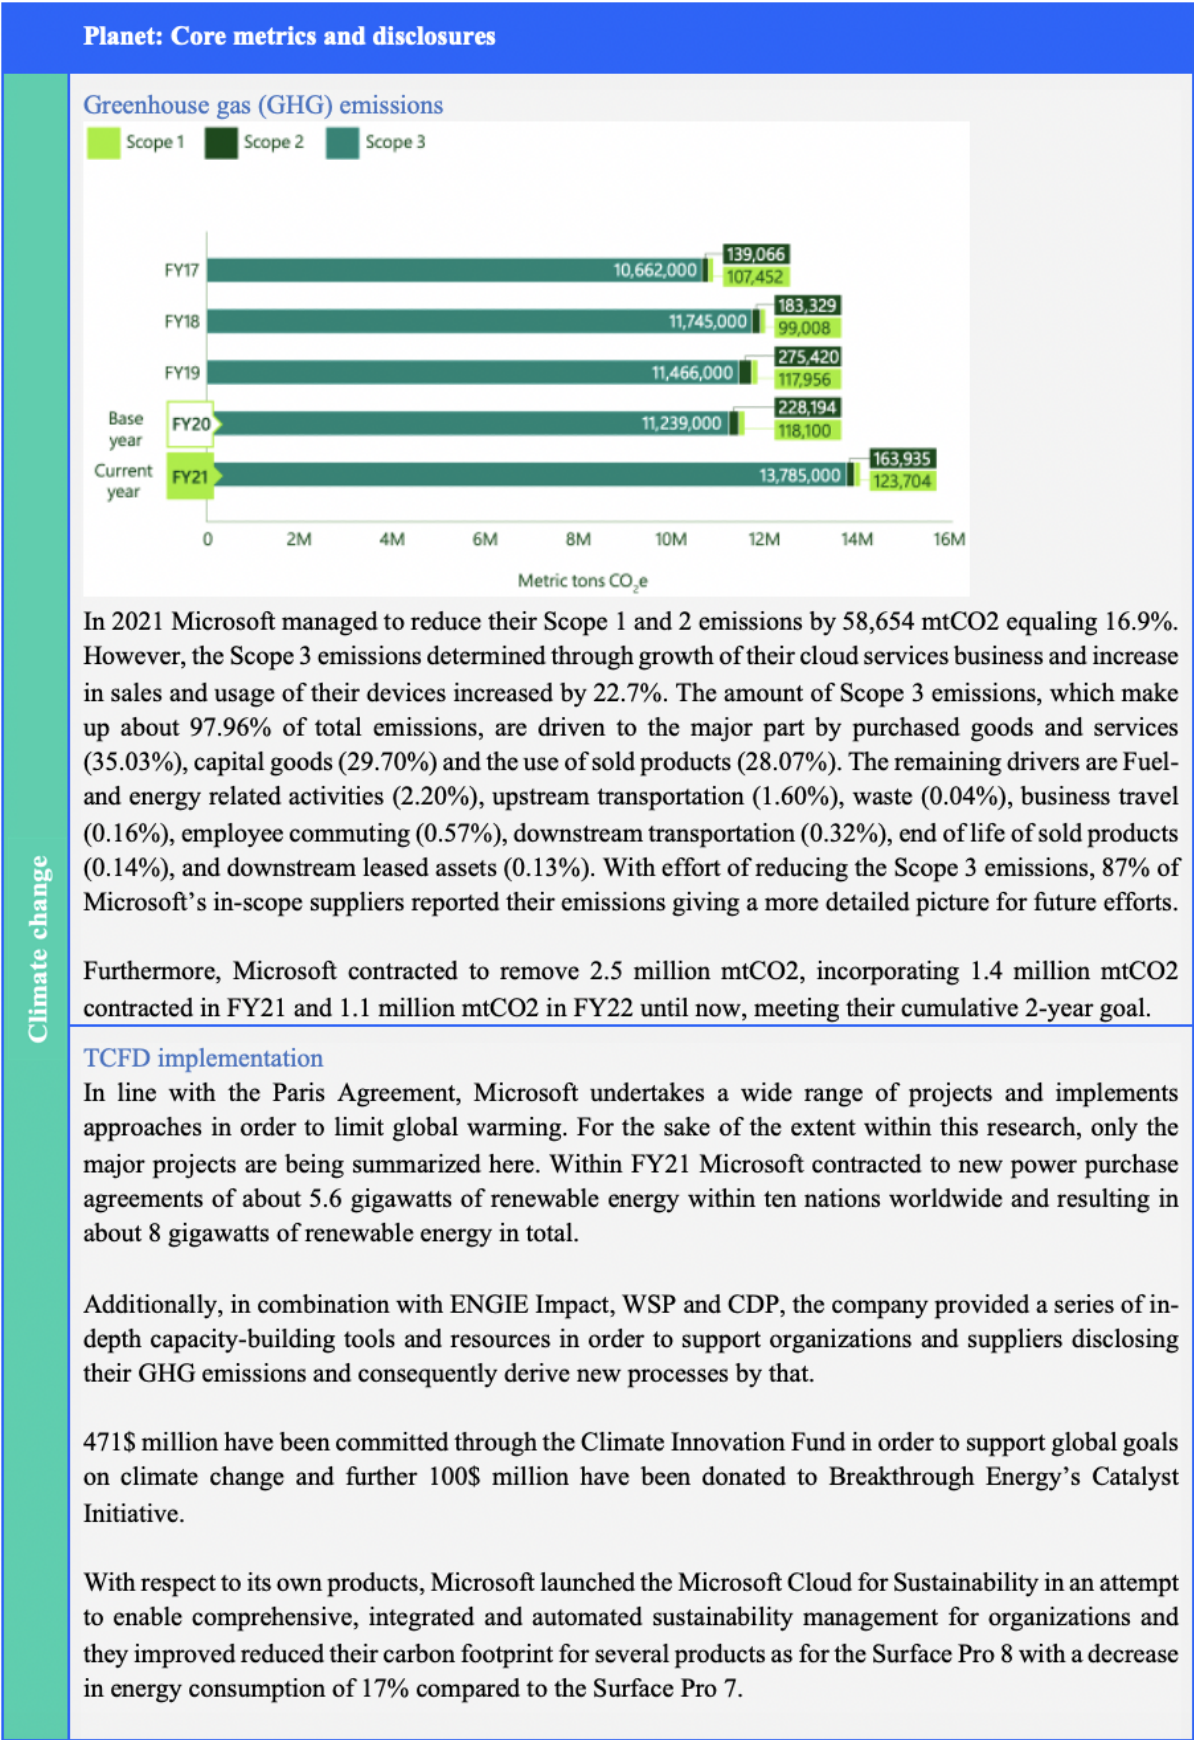 Planet: Core metrics and disclosures
Greenhouse gas (GHG) emissions
Scope 1 Scope 2 Scope 3
139,066
FY17 10,662,000
107,452
183,329
FY18 11,745,000
99,008
275,420
FY19 11,466,000
117,956
228,194
Base
year FY20 11,239,000
118,100
163,935
Current
year FY21 13,785,000
123,704
0 2M 4M 6M 8M 10M 12M 14M 16M
Metric tons CO₂e
In 2021 Microsoft managed to reduce their Scope 1 and 2 emissions by 58,654 mtCO2 equaling 16.9%.
However, the Scope 3 emissions determined through growth of their cloud services business and increase
in sales and usage of their devices increased by 22.7%. The amount of Scope 3 emissions, which make
up about 97.96% of total emissions, are driven to the major part by purchased goods and services
(35.03%), capital goods (29.70%) and the use of sold products (28.07%). The remaining drivers are Fuel-
and energy related activities (2.20%), upstream transportation (1.60%), waste (0.04%), business travel
(0.16%), employee commuting (0.57%), downstream transportation (0.32%), end of life of sold products
(0.14%), and downstream leased assets (0.13%). With effort of reducing the Scope 3 emissions, 87% of
Microsoft's in-scope suppliers reported their emissions giving a more detailed picture for future efforts.
Furthermore, Microsoft contracted to remove 2.5 million mtCO2, incorporating 1.4 million mtCO2
contracted in FY21 and 1.1 million mtCO2 in FY22 until now, meeting their cumulative 2-year goal.
Climate change
TCFD implementation
In line with the Paris Agreement, Microsoft undertakes a wide range of projects and implements
approaches in order to limit global warming. For the sake of the extent within this research, only the
major projects are being summarized here. Within FY21 Microsoft contracted to new power purchase
agreements of about 5.6 gigawatts of renewable energy within ten nations worldwide and resulting in
about 8 gigawatts of renewable energy in total.
Additionally, in combination with ENGIE Impact, WSP and CDP, the company provided a series of in-
depth capacity-building tools and resources in order to support organizations and suppliers disclosing
their GHG emissions and consequently derive new processes by that.
471$ million have been committed through the Climate Innovation Fund in order to support global goals
on climate change and further 100$ million have been donated to Breakthrough Energy's Catalyst
Initiative.
With respect to its own products, Microsoft launched the Microsoft Cloud for Sustainability in an attempt
to enable comprehensive, integrated and automated sustainability management for organizations and
they improved reduced their carbon footprint for several products as for the Surface Pro 8 with a decrease
in energy consumption of 17% compared to the Surface Pro 7.